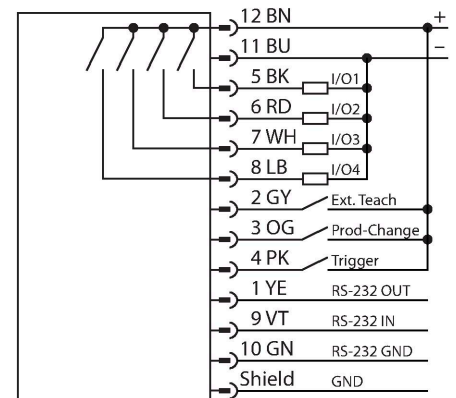 12 BN +
11 BU −
5 BK I/O1
6 RD I/O2
7 WH I/O3
8 LB I/O4
2 GY Ext. Teach
3 OG Prod-Change
4 PK Trigger
1 YE RS-232 OUT
9 VT RS-232 IN
10 GN RS-232 GND
Shield GND